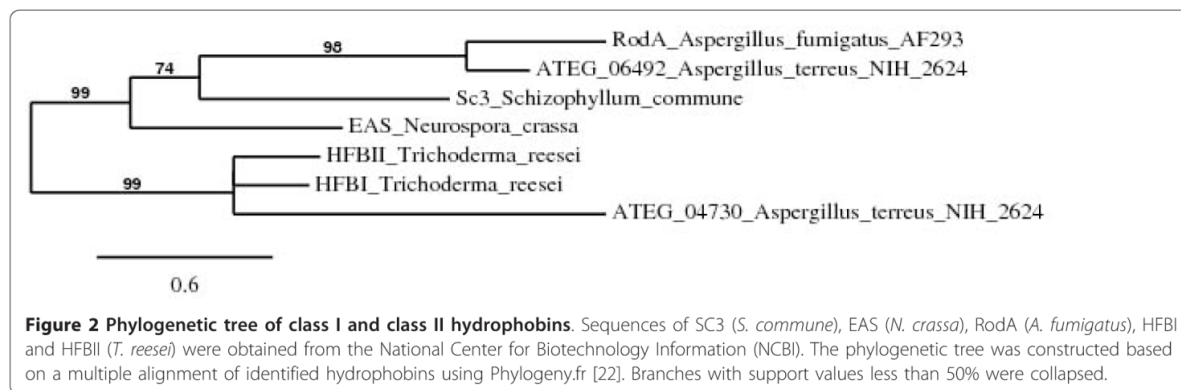 98
RodA_Aspergillus_fumigatus_AF293
74
ATEG_06492_Aspergillus_terreus_NIH_2624
99
Sc3_Schizophyllum_commune
EAS_Neurospora_crassa
HFBII_Trichoderma_reesei
99
HFBI_Trichoderma_reesei
ATEG_04730_Aspergillus_terreus_NIH_2624
0.6
Figure 2 Phylogenetic tree of class I and class II hydrophobins. Sequences of SC3 (S. commune), EAS (N. crassa), RodA (A. fumigatus), HFBI
and HFBII (T. reesei) were obtained from the National Center for Biotechnology Information (NCBI). The phylogenetic tree was constructed based
on a multiple alignment of identified hydrophobins using Phylogeny.fr [22]. Branches with support values less than 50% were collapsed.